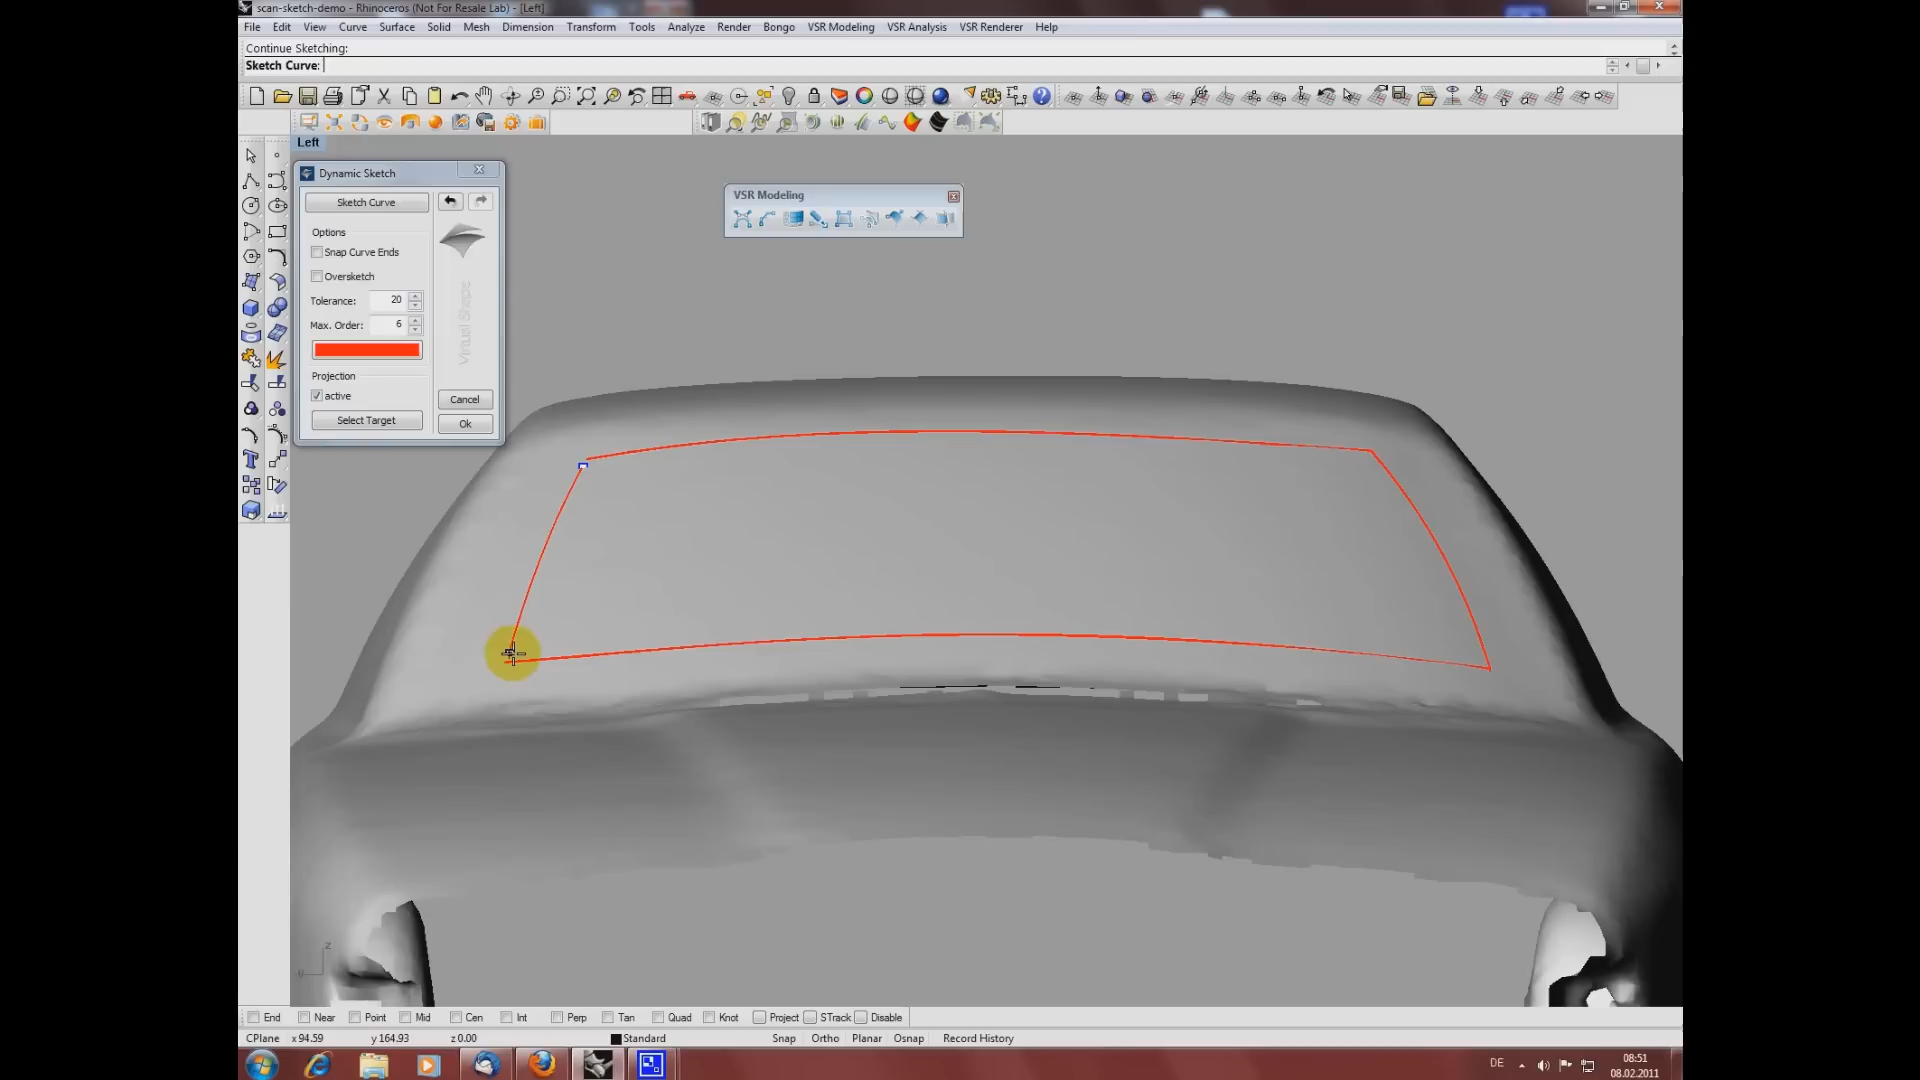 scan-sketch-demo - Rhinoceros (Not For Resale Lab) - [Left]
File Edit View Curve Surface Solid Mesh Dimension Transform Tools Analyze Render Bongo VSR Modeling VSR Analysis VSR Renderer Help
Continue Sketching:
Sketch Curve:
Left
Dynamic Sketch
Sketch Curve
Options
Snap Curve Ends
Oversketch
Tolerance: 20
Max. Order: 6
Projection
active
Select Target
Cancel
Ok
Virtual Shape
VSR Modeling
z
End Near Point Mid Cen Int Perp Tan Quad Knot Project STrack Disable
CPlane x 94.59 y 164.93 z 0.00 Standard Snap Ortho Planar Osnap Record History
DE
08:51
08.02.2011